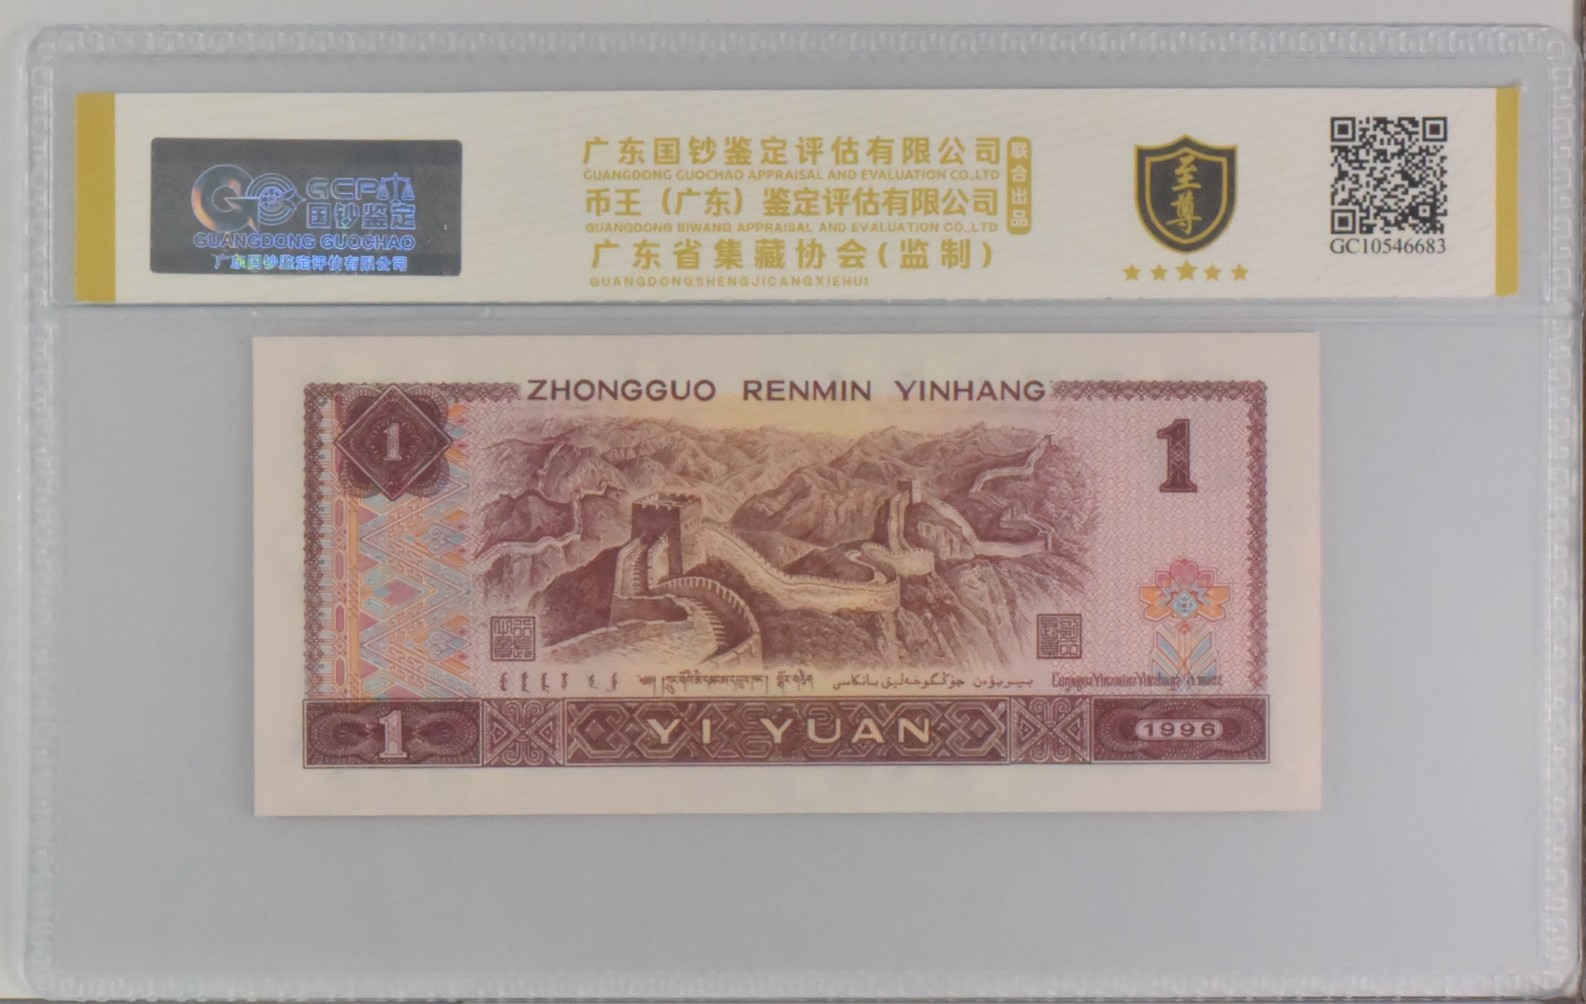 GCP
国钞鉴定
GUANGDONG GUOCHAO
广东国钞鉴定评估有限公司
广东国钞鉴定评估有限公司
GUANGDONG GUOCHAO APPRAISAL AND EVALUATION CO.,LTD
币王（广东）鉴定评估有限公司
GUANGDONG BIWANG APPRAISAL AND EVALUATION CO.,LTD
广东省集藏协会(监制)
GUANGDONGSHENGJICANGXIEHUI
联合出品
至尊
GC10546683
ZHONGGUO RENMIN YINHANG
1
1
1
YI YUAN
1996